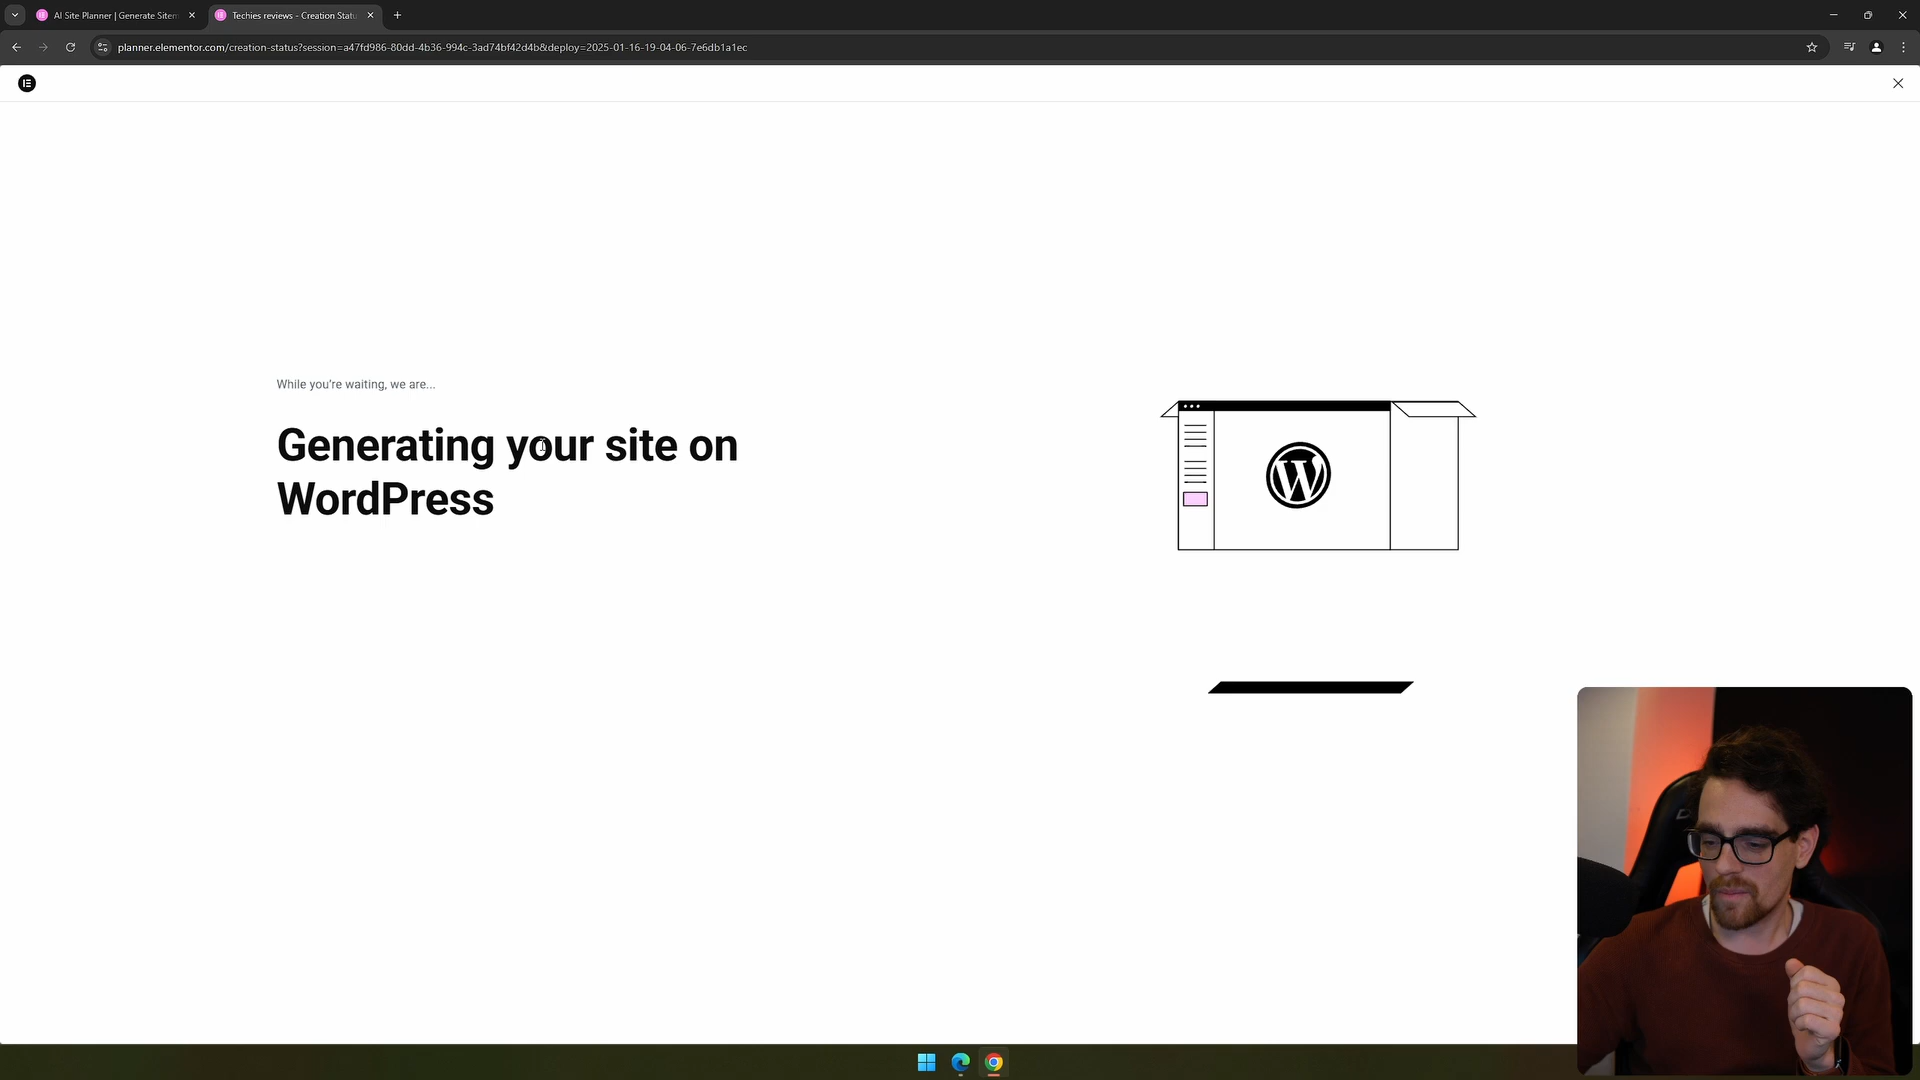 AI Site Planner | Generate Sitem
Techies reviews - Creation Statu
planner.elementor.com/creation-status?session=a47fd986-80dd-4b36-994c-3ad74bf42d4b&deploy=2025-01-16-19-04-06-7e6db1a1ec
While you're waiting, we are...
Generating your site on
WordPress